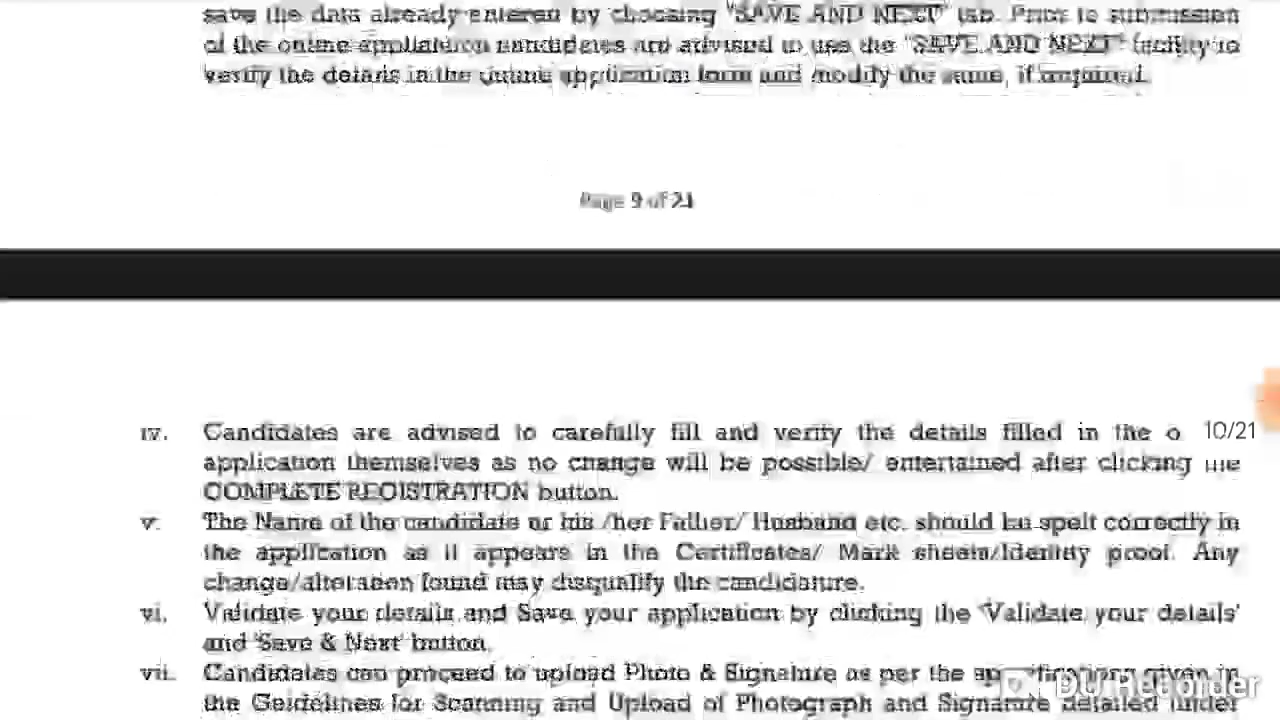 save the data already entered by choosing "SAVE AND NEXT" tab. Prior to submission
of the online application candidates are advised to use the "SAVE AND NEXT" facility to
verify the details in the online application form and modify the same, if required.
Page 9 of 21
iv. Candidates are advised to carefully fill and verify the details filled in the o
10/21
application themselves as no change will be possible/ entertained after clicking the
COMPLETE REGISTRATION button.
v. The Name of the candidate or his /her Father/ Husband etc. should be spelt correctly in
the application as it appears in the Certificates/ Mark sheets/Identity proof. Any
change/alteration found may disqualify the candidature.
vi. Validate your details and Save your application by clicking the 'Validate your details'
and 'Save & Next' button.
vii. Candidates can proceed to upload Photo & Signature as per the specifications given in
the Guidelines for Scanning and Upload of Photograph and Signature detailed under
DU Recorder